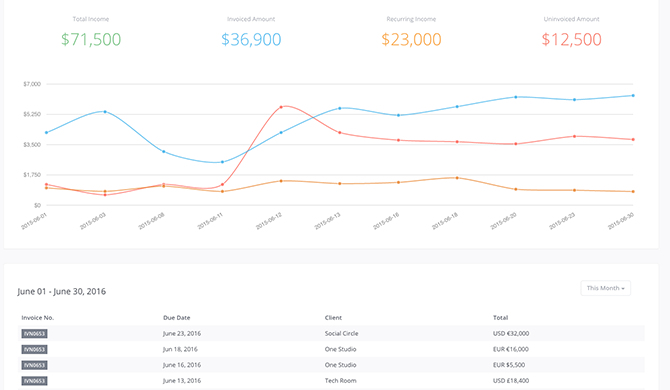 Total Income Invoiced Amount Recurring Income Uninvoiced Amount
$71,500 $36,900 $23,000 $12,500
$7,000
$5,250
$3,500
$1,750
$0
2015-06-01 2015-06-03 2015-06-08 2015-06-11 2015-06-12 2015-06-13 2015-06-16 2015-06-18 2015-06-20 2015-06-23 2015-06-30
June 01 - June 30, 2016 This Month
Invoice No. Due Date Client Total
IVN0653 June 23, 2016 Social Circle USD €32,000
IVN0653 Jun 18, 2016 One Studio EUR €16,000
IVN0653 June 16, 2016 One Studio EUR €5,500
IVN0653 June 13, 2016 Tech Room USD £18,400